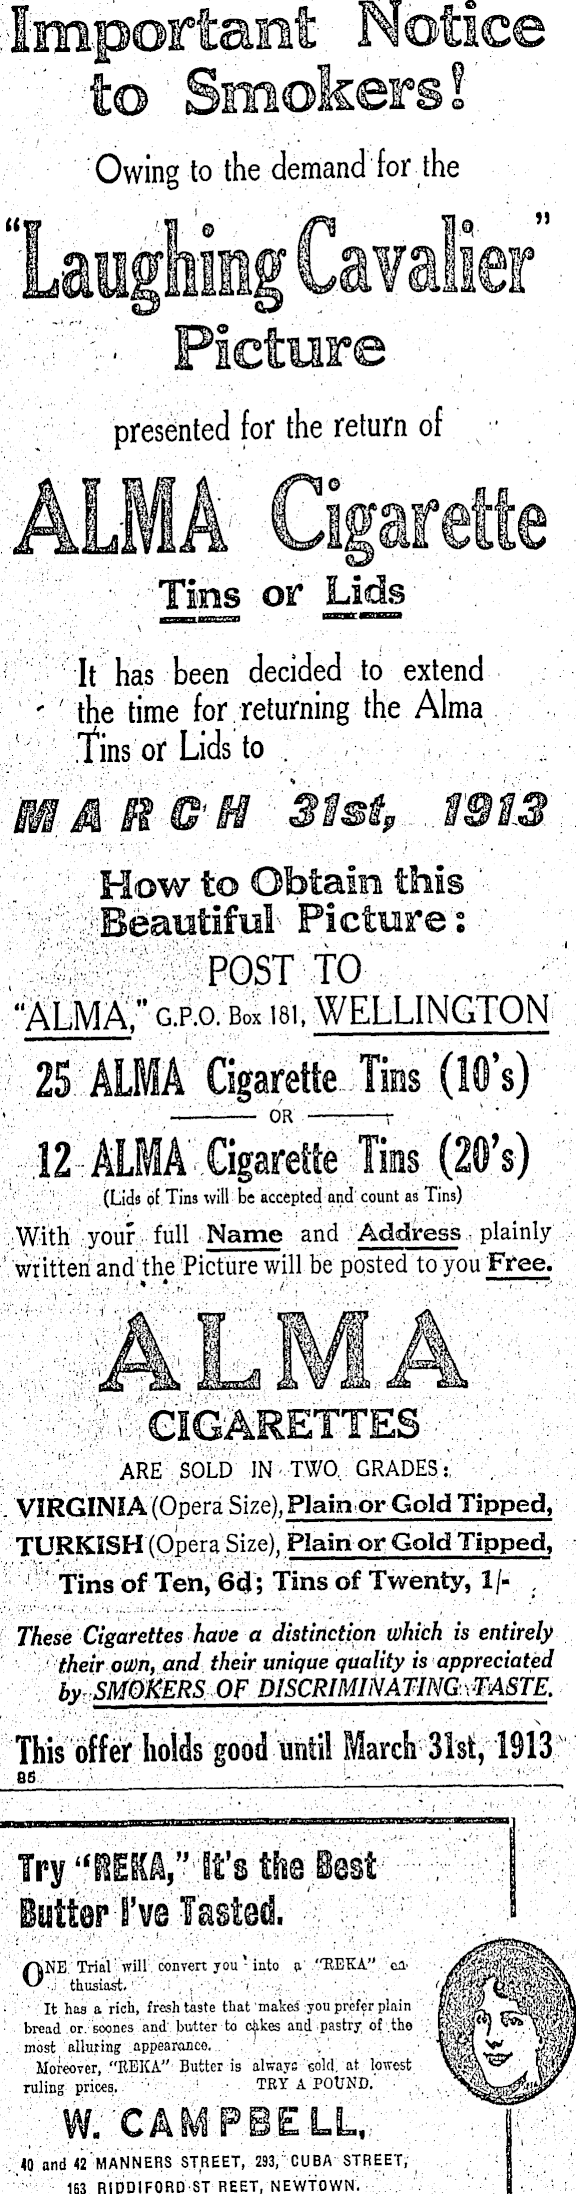 Important Notice
to Smokers!
Owing to the demand for the
"Laughing Cavalier"
Picture
presented for the return of
ALMA Cigarette
Tins or Lids
It has been decided to extend
the time for returning the Alma
Tins or Lids to
MARCH 31st, 1913
How to Obtain this
Beautiful Picture:
POST TO
"ALMA," G.P.O. Box 181, WELLINGTON
25 ALMA Cigarette Tins (10's)
OR
12 ALMA Cigarette Tins (20's)
(Lids of Tins will be accepted and count as Tins)
With your full Name and Address plainly
written and the Picture will be posted to you Free.
ALMA
CIGARETTES
ARE SOLD IN TWO GRADES:
VIRGINIA (Opera Size), Plain or Gold Tipped,
TURKISH (Opera Size), Plain or Gold Tipped,
Tins of Ten, 6d; Tins of Twenty, 1/-
These Cigarettes have a distinction which is entirely
their own, and their unique quality is appreciated
by SMOKERS OF DISCRIMINATING TASTE.
This offer holds good until March 31st, 1913
85
Try "REKA," It's the Best
Butter I've Tasted.
ONE Trial will convert you into a "REKA" en-
thusiast.
It has a rich, fresh taste that makes you prefer plain
bread or scones and butter to cakes and pastry of the
most alluring appearance.
Moreover, "REKA" Butter is always sold at lowest
ruling prices. TRY A POUND.
W. CAMPBELL,
40 and 42 MANNERS STREET, 293, CUBA STREET,
163 RIDDIFORD ST REET, NEWTOWN.